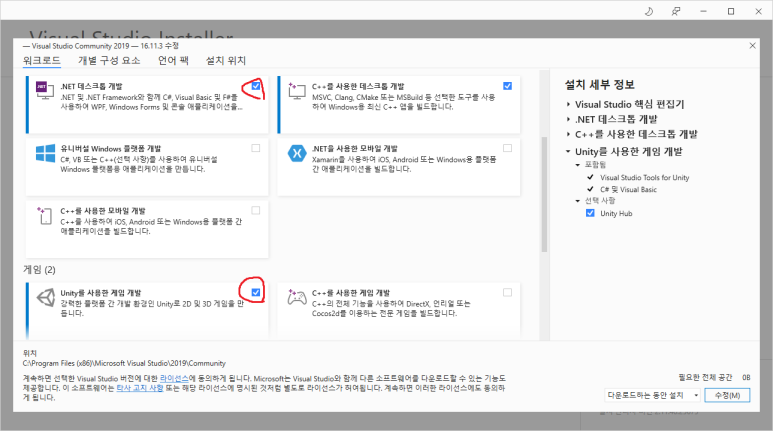 Visual Studio Installer
— Visual Studio Community 2019 — 16.11.3 수정
워크로드 개별 구성 요소 언어 팩 설치 위치
.NET 데스크톱 개발
.NET 및 .NET Framework와 함께 C#, Visual Basic 및 F#를
사용하여 WPF, Windows Forms 및 콘솔 애플리케이션을...
C++를 사용한 데스크톱 개발
MSVC, Clang, CMake 또는 MSBuild 등 선택한 도구를 사용
하여 Windows용 최신 C++ 앱을 빌드합니다.
유니버설 Windows 플랫폼 개발
C#, VB 또는 C++(선택 사항)를 사용하여 유니버설
Windows 플랫폼용 애플리케이션을 만듭니다.
.NET을 사용한 모바일 개발
Xamarin을 사용하여 iOS, Android 또는 Windows용 플랫폼
간 애플리케이션을 빌드합니다.
C++를 사용한 모바일 개발
C++를 사용하여 iOS, Android 또는 Windows용 플랫폼 간
애플리케이션을 빌드합니다.
게임 (2)
Unity를 사용한 게임 개발
강력한 플랫폼 간 개발 환경인 Unity로 2D 및 3D 게임을 만
듭니다.
C++를 사용한 게임 개발
C++의 전체 기능을 사용하여 DirectX, 언리얼 또는
Cocos2d를 이용하는 전문 게임을 빌드합니다.
설치 세부 정보
Visual Studio 핵심 편집기
.NET 데스크톱 개발
C++를 사용한 데스크톱 개발
Unity를 사용한 게임 개발
포함됨
Visual Studio Tools for Unity
C# 및 Visual Basic
선택 사항
Unity Hub
위치
C:\Program Files (x86)\Microsoft Visual Studio\2019\Community
계속하면 선택한 Visual Studio 버전에 대한 라이선스에 동의하게 됩니다. Microsoft는 Visual Studio와 함께 다른 소프트웨어를 다운로드할 수 있는 기능도
제공합니다. 이 소프트웨어는 타사 고지 사항 또는 해당 라이선스에 명시된 것처럼 별도로 라이선스가 허여됩니다. 계속하면 이러한 라이선스에도 동의하
게 됩니다.
필요한 전체 공간 0B
다운로드하는 동안 설치
수정(M)